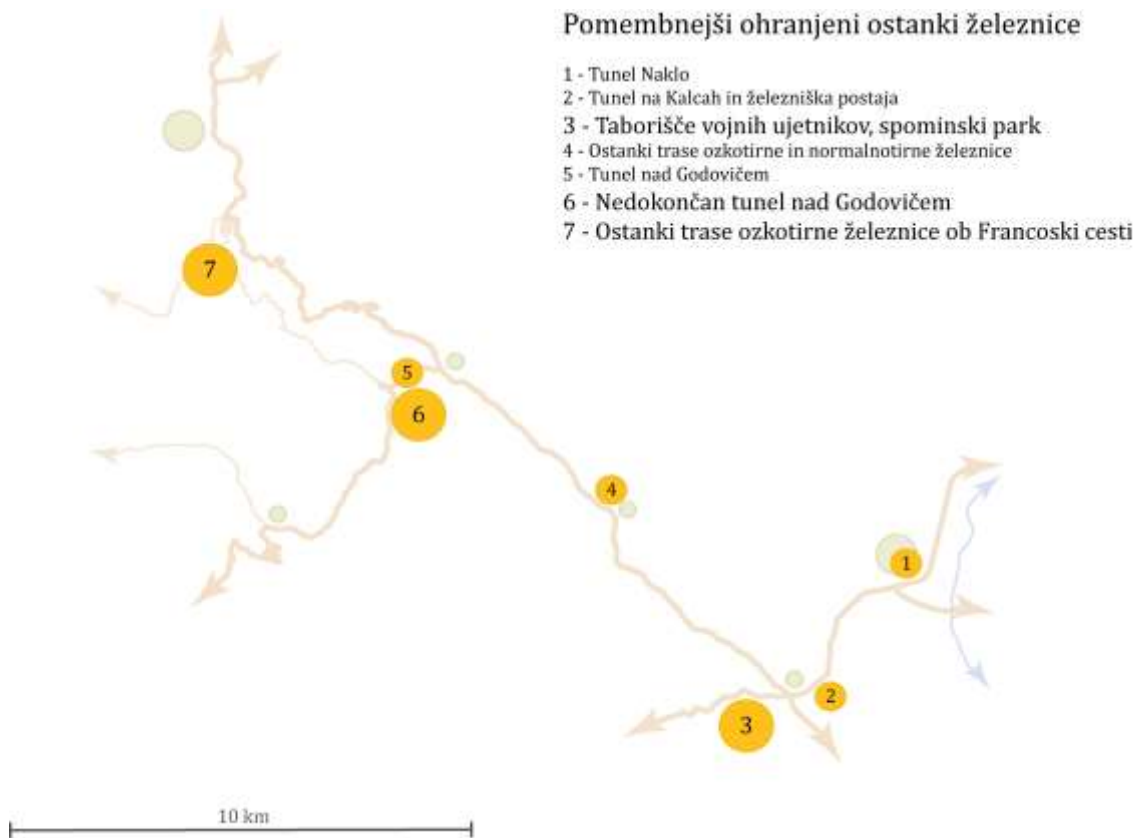 Pomembnejši ohranjeni ostanki železnice
1 - Tunel Naklo
2 - Tunel na Kalcah in železniška postaja
3 - Taborišče vojnih ujetnikov, spominski park
4 - Ostanki trase ozkotirne in normalnotirne železnice
5 - Tunel nad Godovičem
6 - Nedokončan tunel nad Godovičem
7 - Ostanki trase ozkotirne železnice ob Francoski cesti
7
5
6
4
1
2
3
10 km